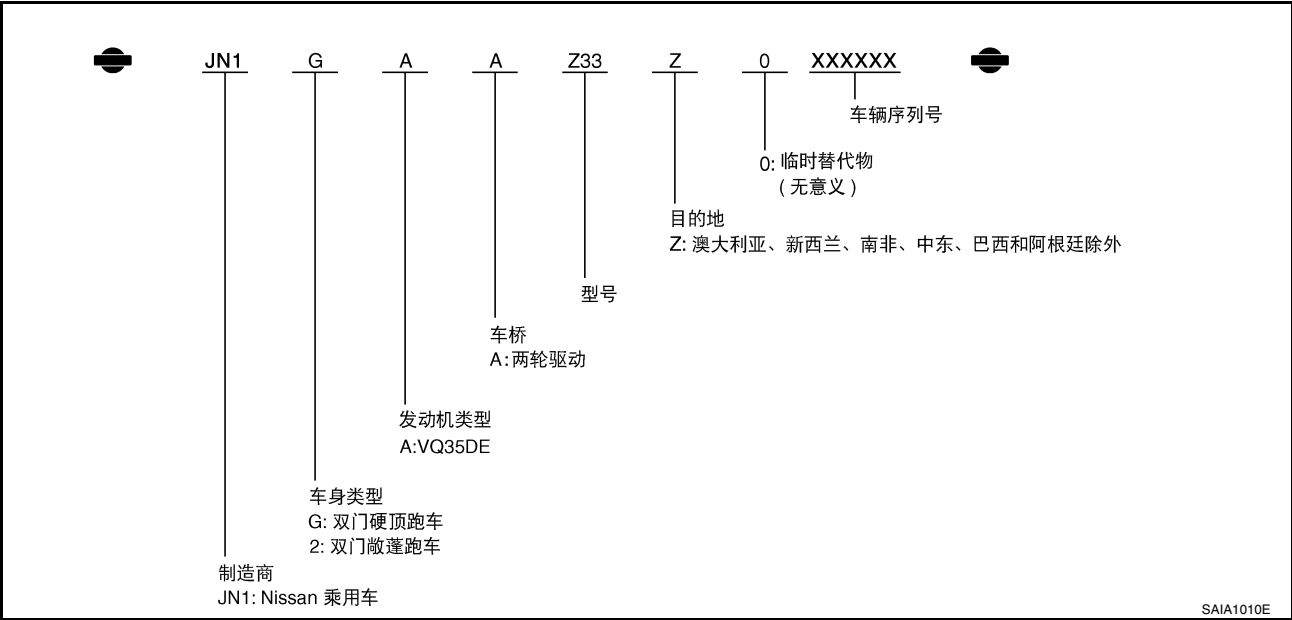 JN1 G A A Z33 Z 0 XXXXXX
车辆序列号
0: 临时替代物
( 无意义 )
目的地
Z: 澳大利亚、新西兰、南非、中东、巴西和阿根廷除外
型号
车桥
A:两轮驱动
发动机类型
A:VQ35DE
车身类型
G: 双门硬顶跑车
2: 双门敞蓬跑车
制造商
JN1: Nissan 乘用车
SAIA1010E